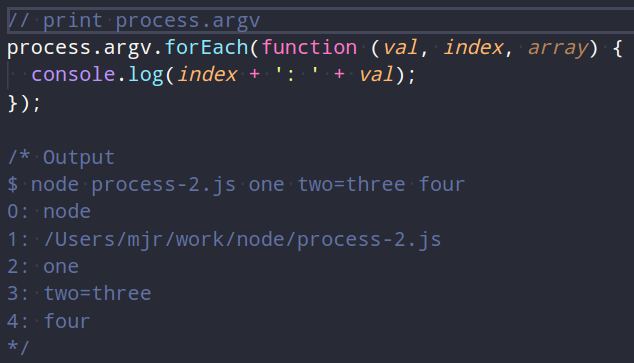 // print process.argv
process.argv.forEach(function (val, index, array) {
  console.log(index + ': ' + val);
});

/* Output
$ node process-2.js one two=three four
0: node
1: /Users/mjr/work/node/process-2.js
2: one
3: two=three
4: four
*/